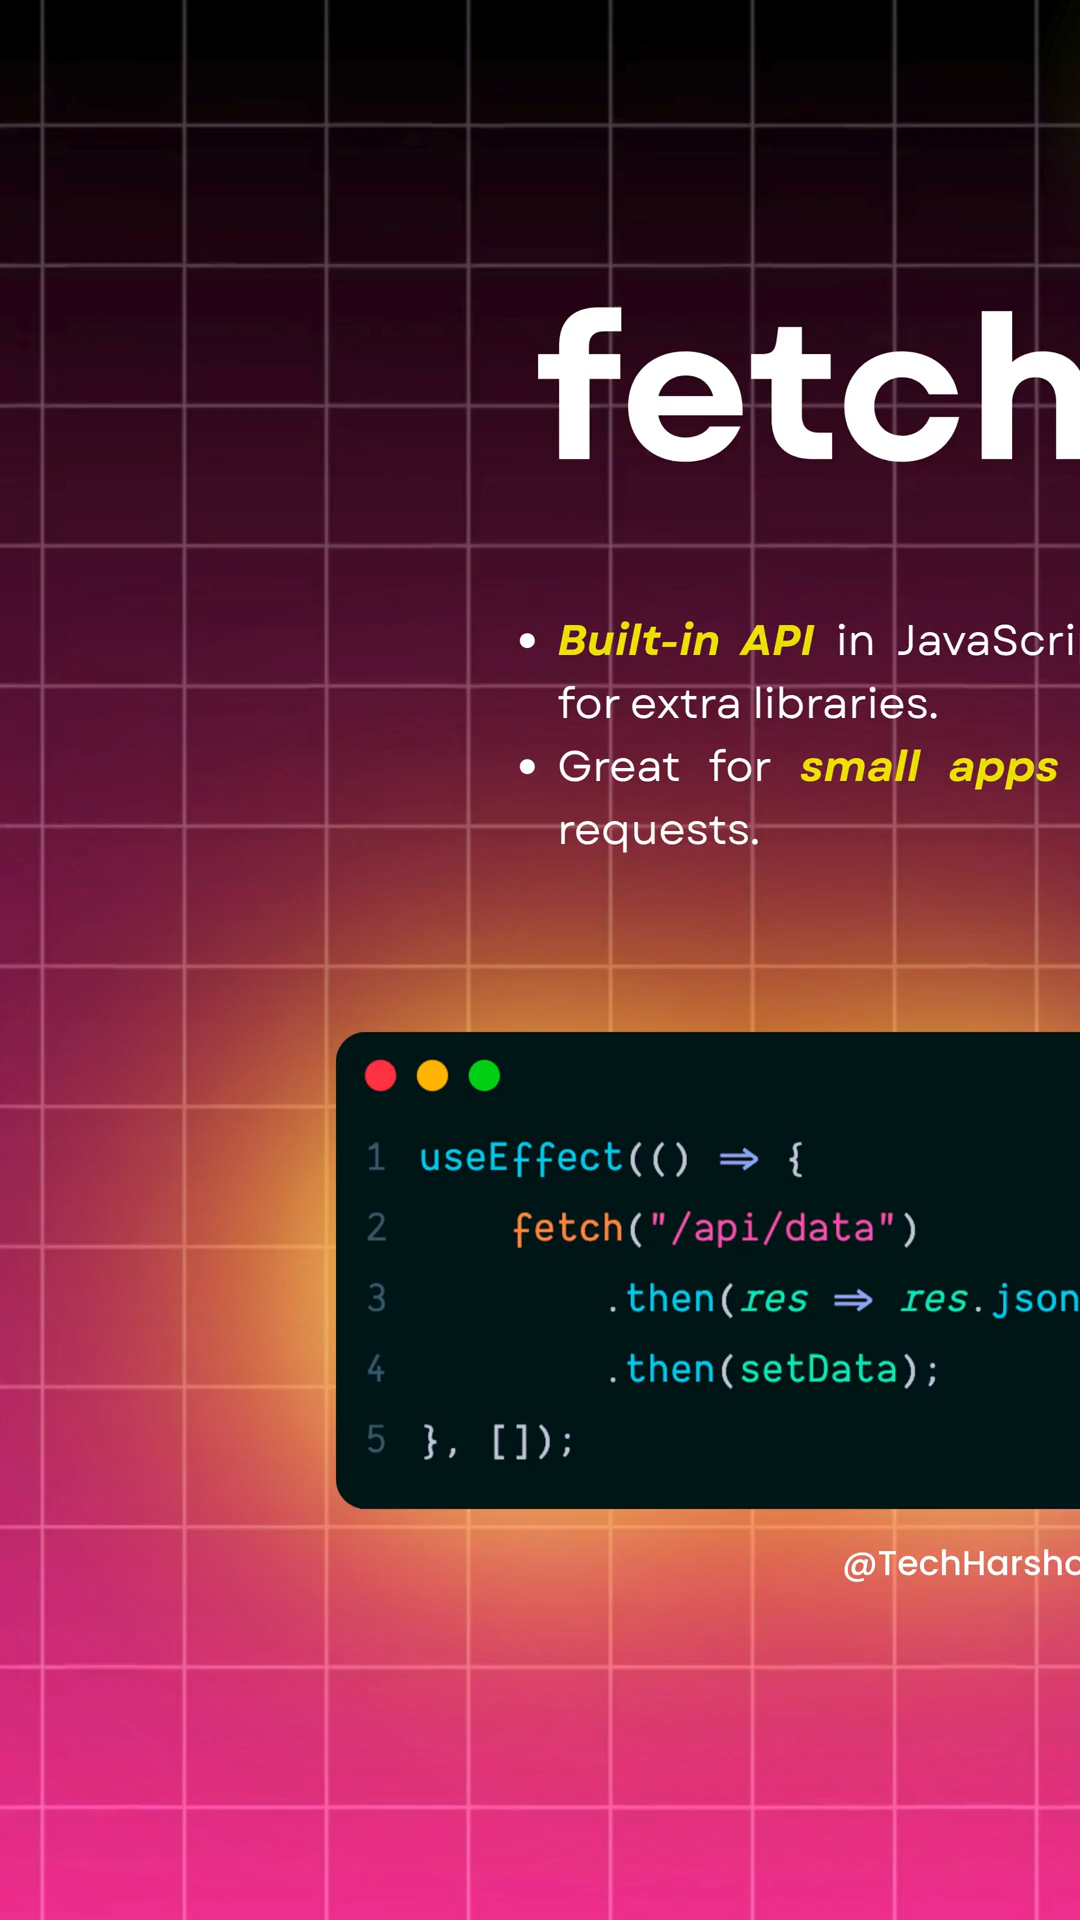 fetch
• Built-in API in JavaScri
for extra libraries.
• Great for small apps
requests.
1 useEffect(() => {
2 fetch("/api/data")
3 .then(res => res.json
4 .then(setData);
5 }, []);
@TechHarsho